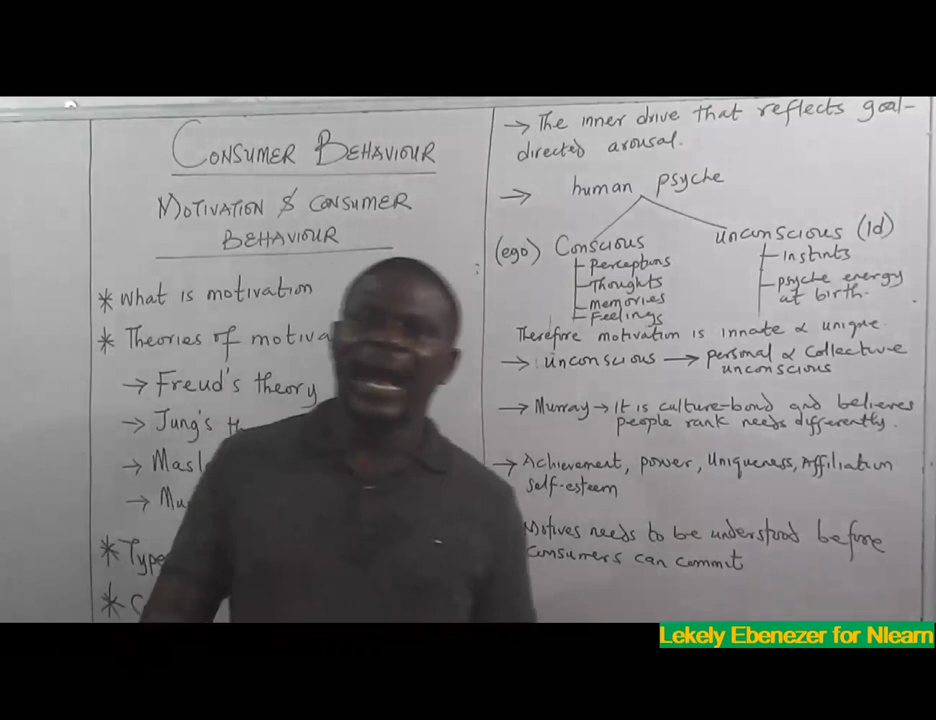 CONSUMER BEHAVIOUR
MOTIVATION & CONSUMER
BEHAVIOUR
* What is motivation
* Theories of motiva
→ Freud's theory
→ Jung's th
→ Masl
→ Mu
* Type
* C
→ The inner drive that reflects goal-
directed arousal.
→ human psyche
(ego) Conscious
Perceptions
Thoughts
memories
Feelings
unconscious (Id)
Instints
psyche energy
at birth.
Therefore motivation is innate & unique.
→ unconscious → personal & Collective
unconscious
→ Murray → It is culture-bond and believes
people rank needs differently.
→ Achievement, power, Uniqueness, Affiliation
self-esteem
Motives needs to be understood before
consumers can commit
Lekely Ebenezer for Nlearn